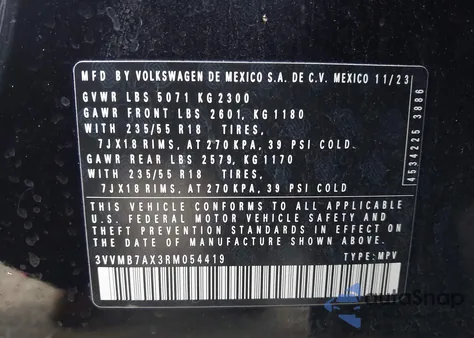 MFD BY VOLKSWAGEN DE MEXICO S.A. DE C.V. MEXICO 11/23
GVWR LBS 5071 KG 2300
GAWR FRONT LBS 2601, KG 1180
WITH 235/55 R18 TIRES,
7JX18 RIMS, AT 270 KPA, 39 PSI COLD.
GAWR REAR LBS 2579, KG 1170
WITH 235/55 R18 TIRES,
7JX18 RIMS, AT 270 KPA, 39 PSI COLD
THIS VEHICLE CONFORMS TO ALL APPLICABLE
U.S. FEDERAL MOTOR VEHICLE SAFETY AND
THEFT PREVENTION STANDARDS IN EFFECT ON THE
DATE OF MANUFACTURE SHOWN ABOVE.
3VVMB7AX3RM054419 TYPE: MPV
4534225 3886
AutoSnap